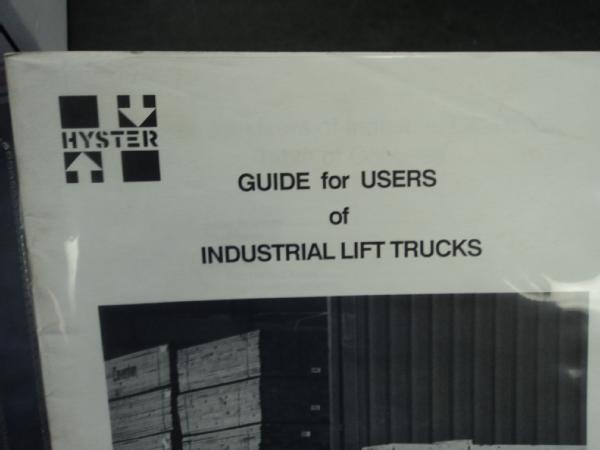 HYSTER
GUIDE for USERS
of
INDUSTRIAL LIFT TRUCKS